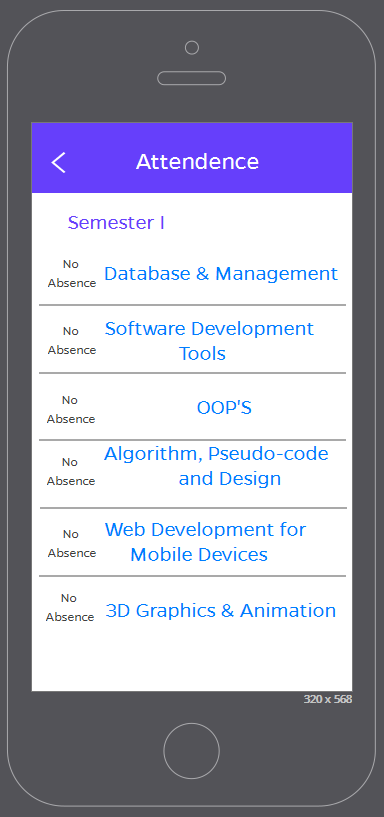 Attendence
Semester I
No
Absence
Database & Management
No
Absence
Software Development
Tools
No
Absence
OOP'S
No
Absence
Algorithm, Pseudo-code
and Design
No
Absence
Web Development for
Mobile Devices
No
Absence
3D Graphics & Animation
320 x 568